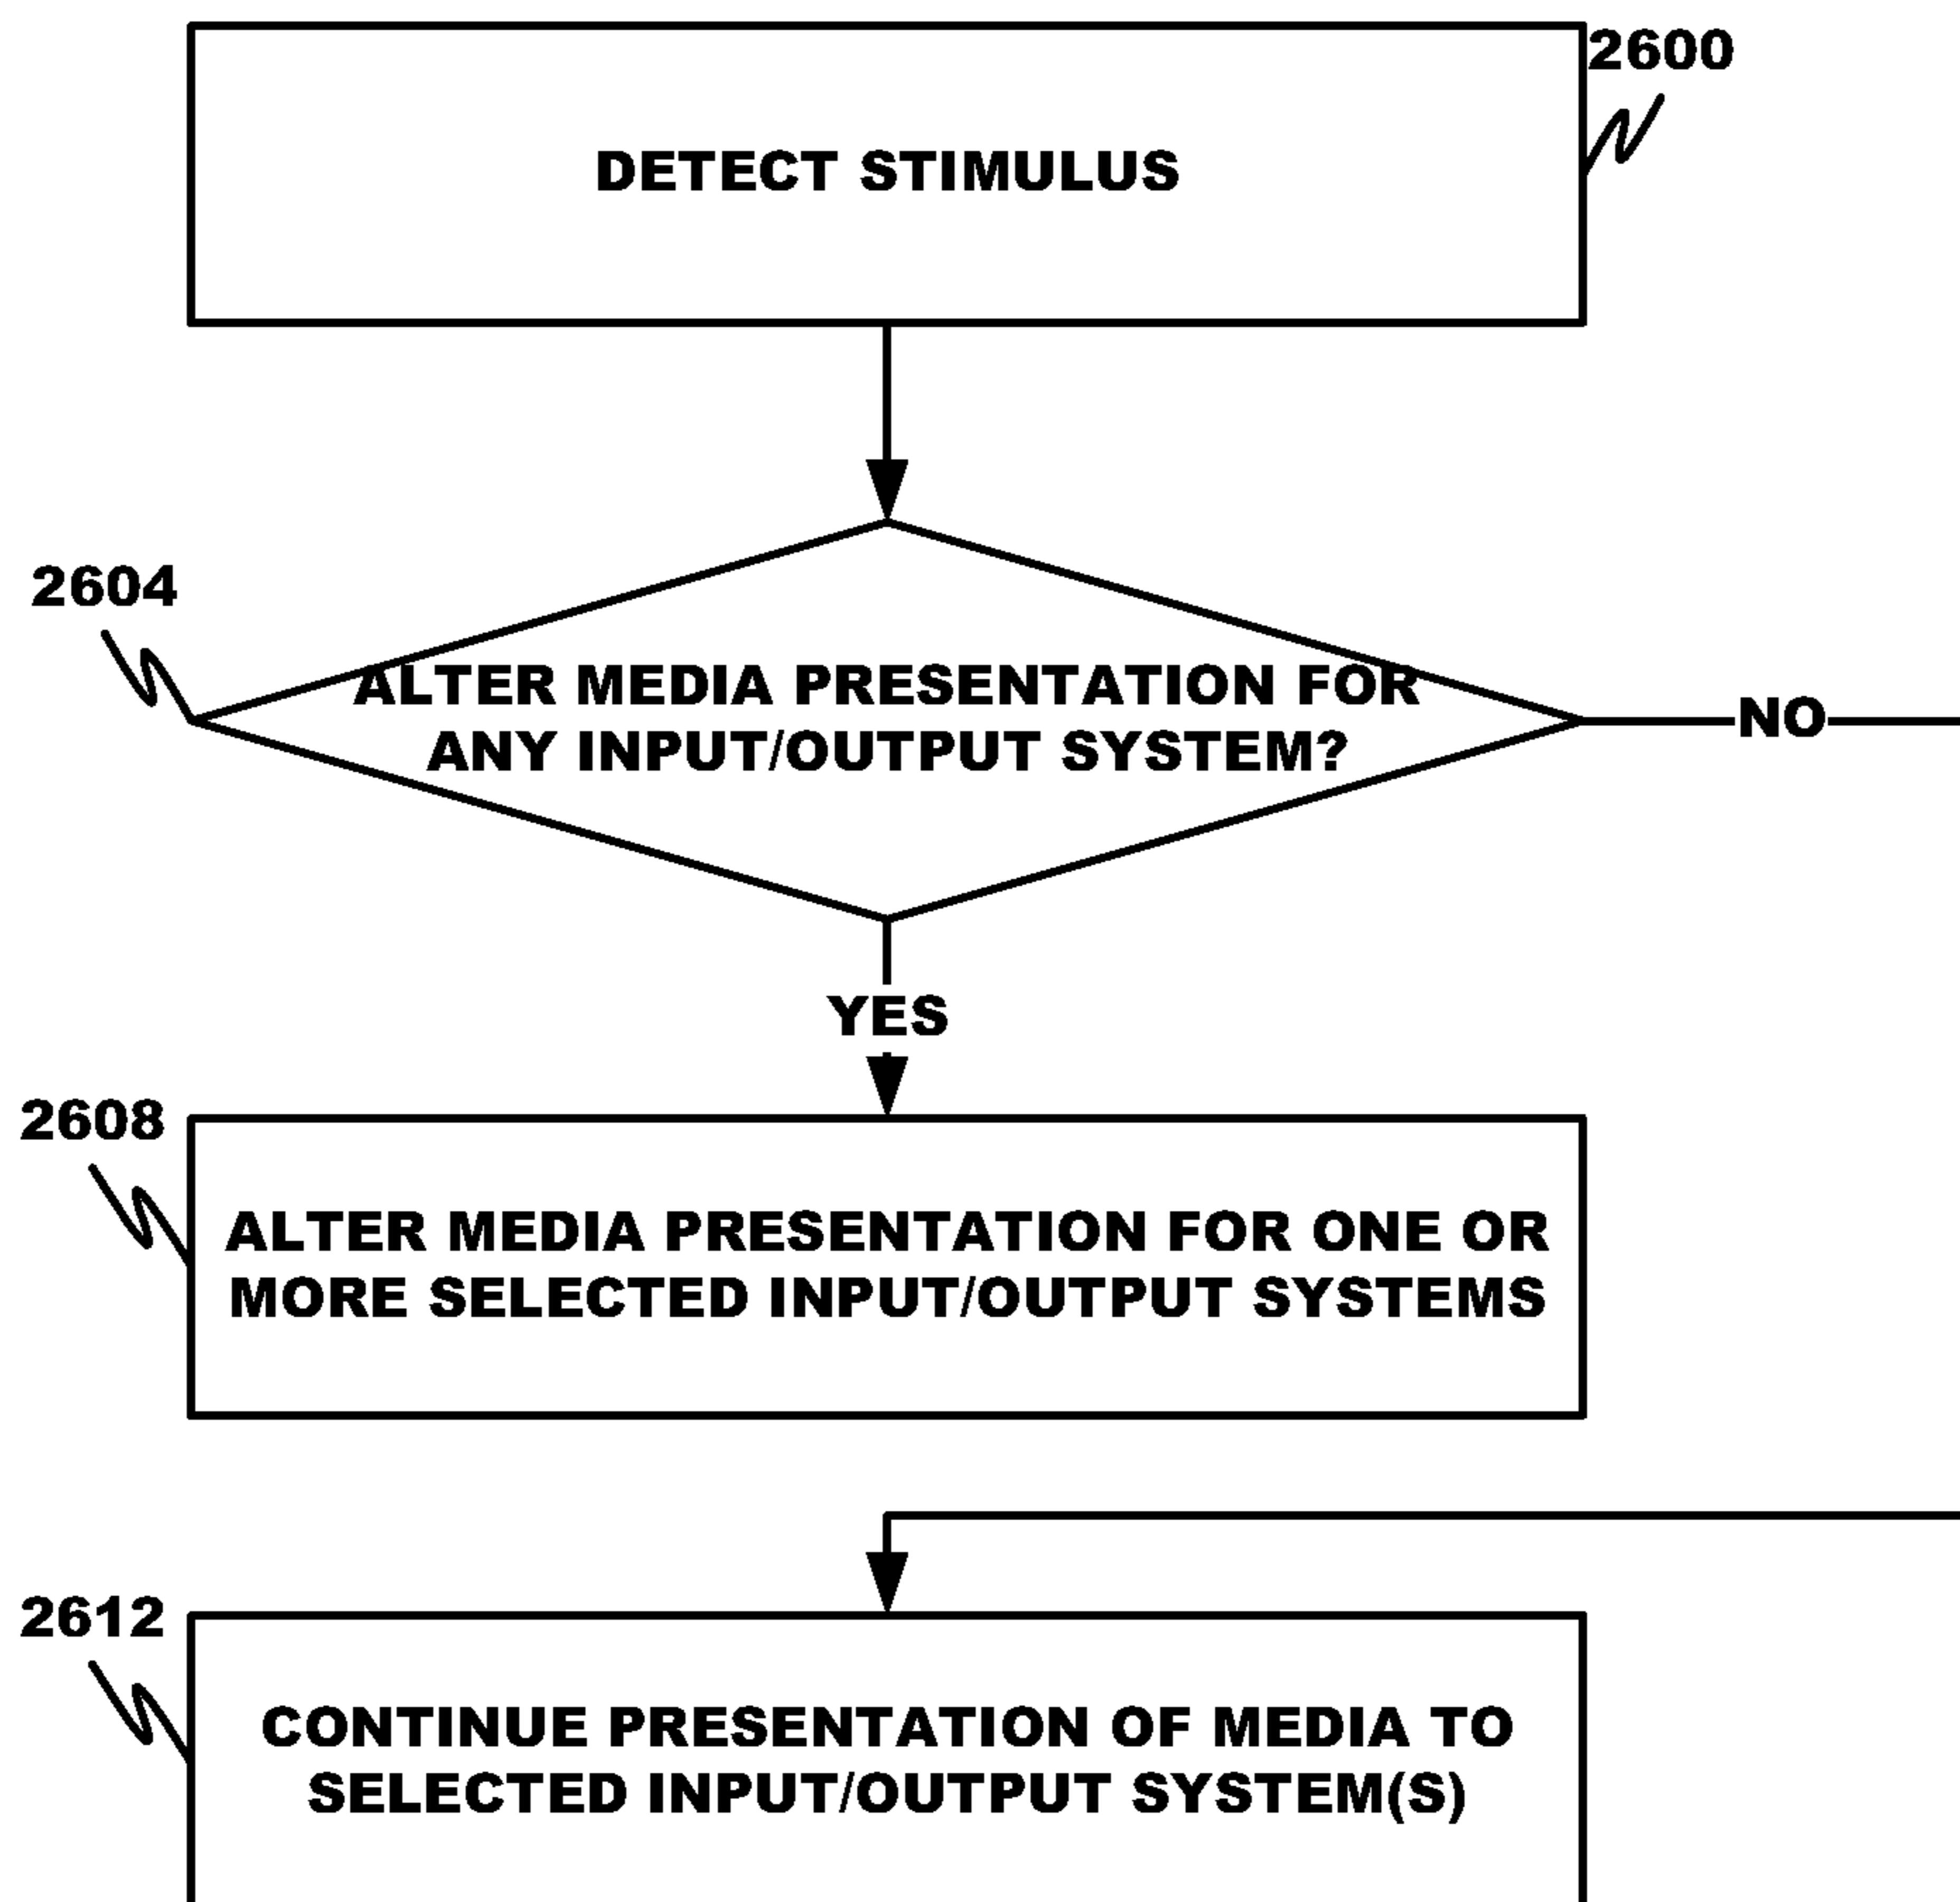 2600
DETECT STIMULUS
2604
ALTER MEDIA PRESENTATION FOR
ANY INPUT/OUTPUT SYSTEM?
NO
YES
2608
ALTER MEDIA PRESENTATION FOR ONE OR
MORE SELECTED INPUT/OUTPUT SYSTEMS
2612
CONTINUE PRESENTATION OF MEDIA TO
SELECTED INPUT/OUTPUT SYSTEM(S)